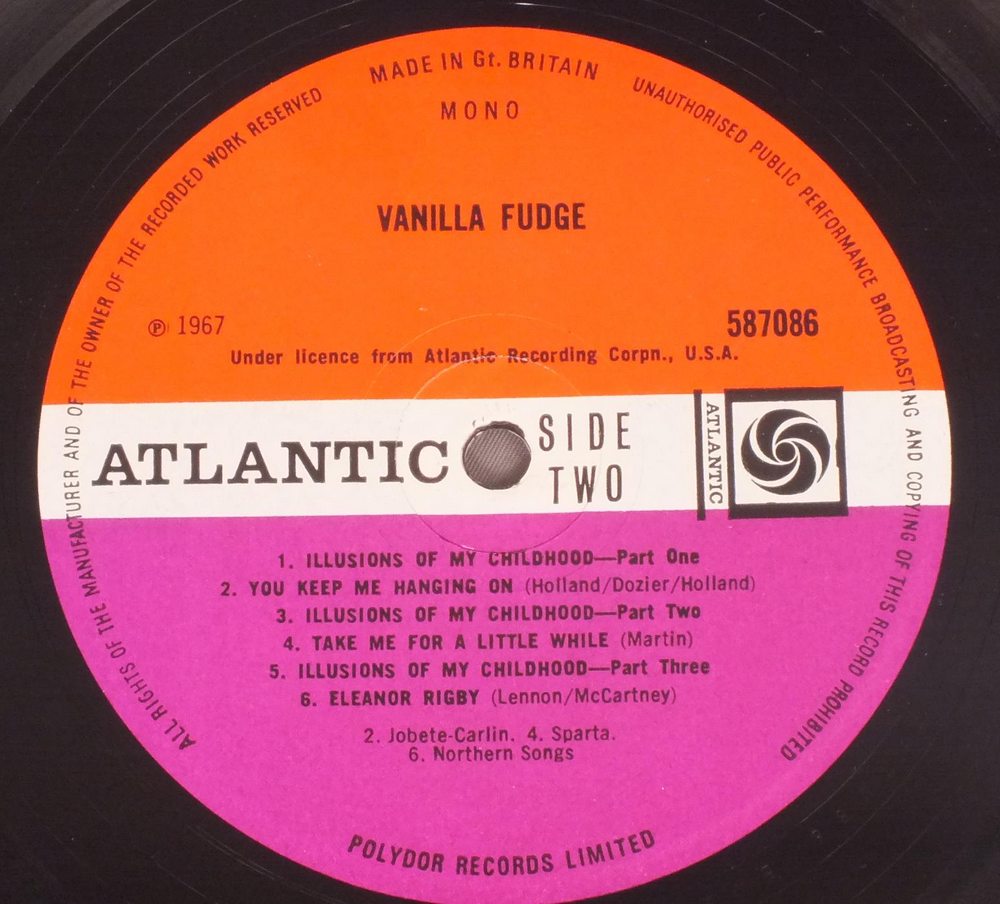 MADE IN Gt. BRITAIN
UNAUTHORISED PUBLIC PERFORMANCE BROADCASTING AND COPYING OF THIS RECORD PROHIBITED
ALL RIGHTS OF THE MANUFACTURER AND OF THE OWNER OF THE RECORDED WORK RESERVED
MONO
VANILLA FUDGE
℗ 1967
587086
Under licence from Atlantic Recording Corpn., U.S.A.
ATLANTIC
SIDE
TWO
ATLANTIC
1. ILLUSIONS OF MY CHILDHOOD—Part One
2. YOU KEEP ME HANGING ON (Holland/Dozier/Holland)
3. ILLUSIONS OF MY CHILDHOOD—Part Two
4. TAKE ME FOR A LITTLE WHILE (Martin)
5. ILLUSIONS OF MY CHILDHOOD—Part Three
6. ELEANOR RIGBY (Lennon/McCartney)
2. Jobete-Carlin. 4. Sparta.
6. Northern Songs
POLYDOR RECORDS LIMITED